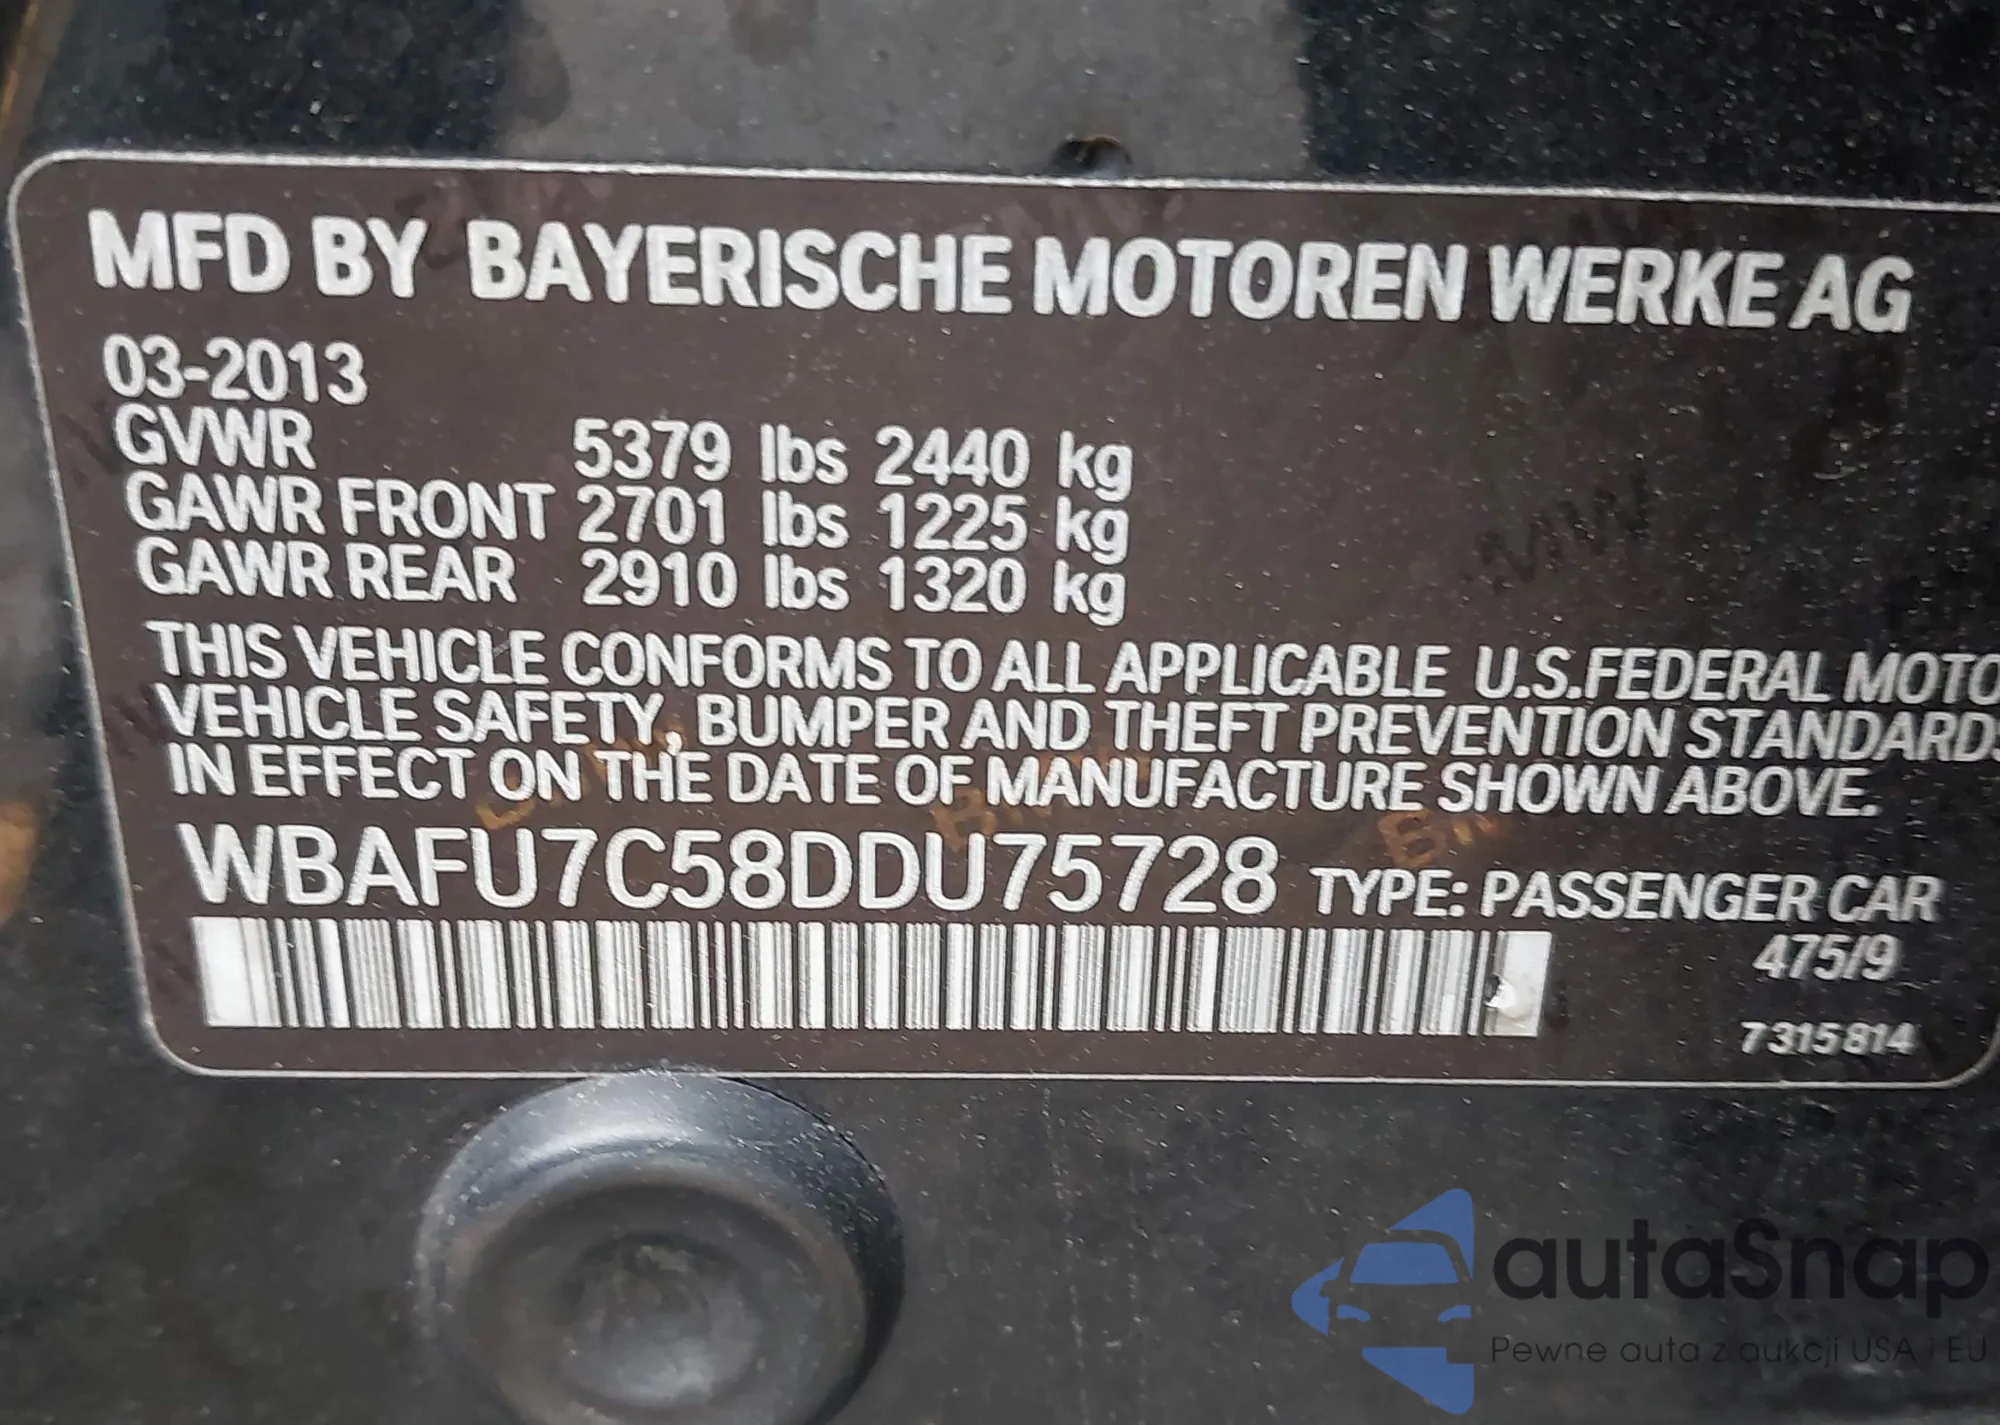 MFD BY BAYERISCHE MOTOREN WERKE AG
03-2013
GVWR 5379 lbs 2440 kg
GAWR FRONT 2701 lbs 1225 kg
GAWR REAR 2910 lbs 1320 kg
THIS VEHICLE CONFORMS TO ALL APPLICABLE U.S.FEDERAL MOTO
VEHICLE SAFETY, BUMPER AND THEFT PREVENTION STANDARDS
IN EFFECT ON THE DATE OF MANUFACTURE SHOWN ABOVE.
WBAFU7C58DDU75728 TYPE: PASSENGER CAR
475/9
7315814
autaSnap
Pewne auta z aukcji USA i EU